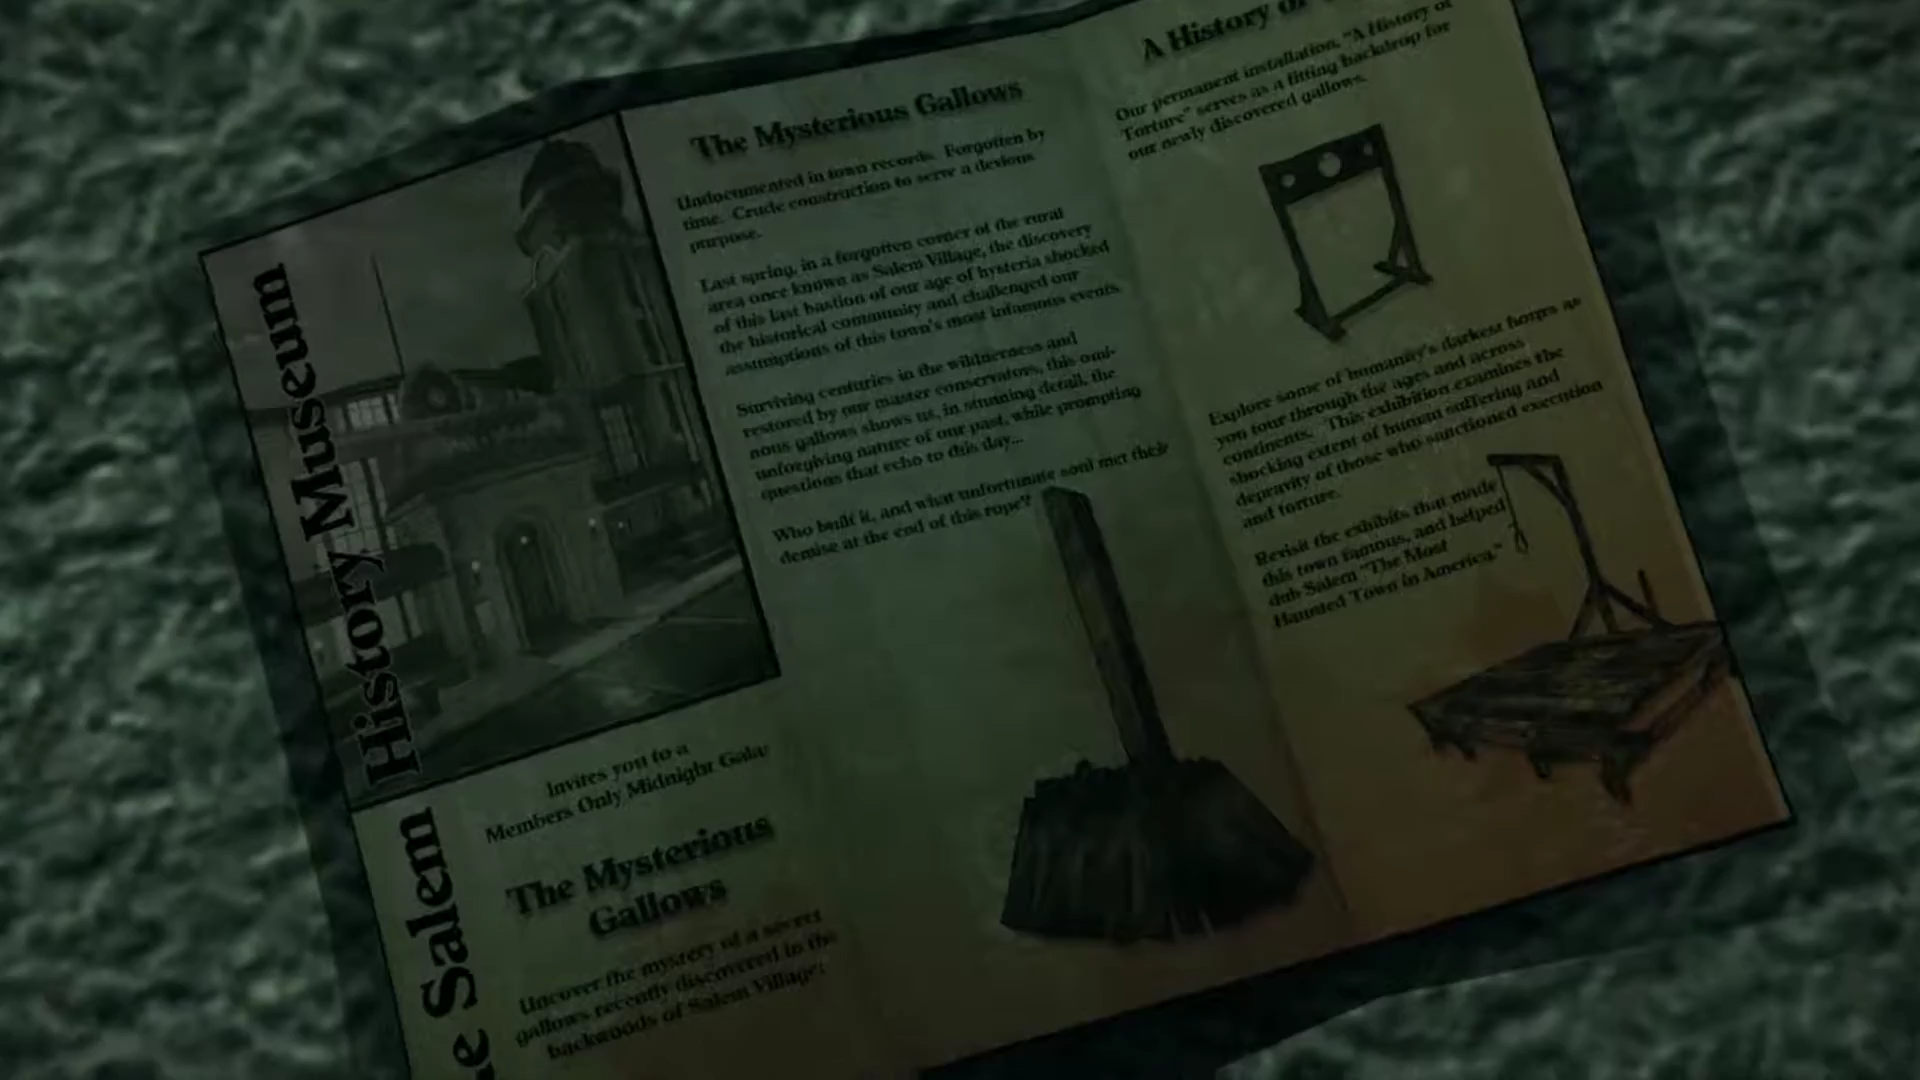 History Museum
e Salem
Invites you to a
Members Only Midnight Gala:
The Mysterious
Gallows
Uncover the mystery of a secret
gallows recently discovered in the
backwoods of Salem Village:
The Mysterious Gallows
Undocumented in town records. Forgotten by
time. Crude construction to serve a devious
purpose.
Last spring, in a forgotten corner of the rural
area once known as Salem Village, the discovery
of this last bastion of our age of hysteria shocked
the historical community and challenged our
assumptions of this town's most infamous events.
Surviving centuries in the wilderness and
restored by our master conservators, this omi-
nous gallows shows us, in stunning detail, the
unforgiving nature of our past, while prompting
questions that echo to this day...
Who built it, and what unfortunate soul met their
demise at the end of this rope?
A History of
Our permanent installation, "A History of
Torture" serves as a fitting backdrop for
our newly discovered gallows.
Explore some of humanity's darkest hours as
you tour through the ages and across
continents. This exhibition examines the
shocking extent of human suffering and
depravity of those who sanctioned execution
and torture.
Revisit the exhibits that made
this town famous, and helped
dub Salem "The Most
Haunted Town in America."